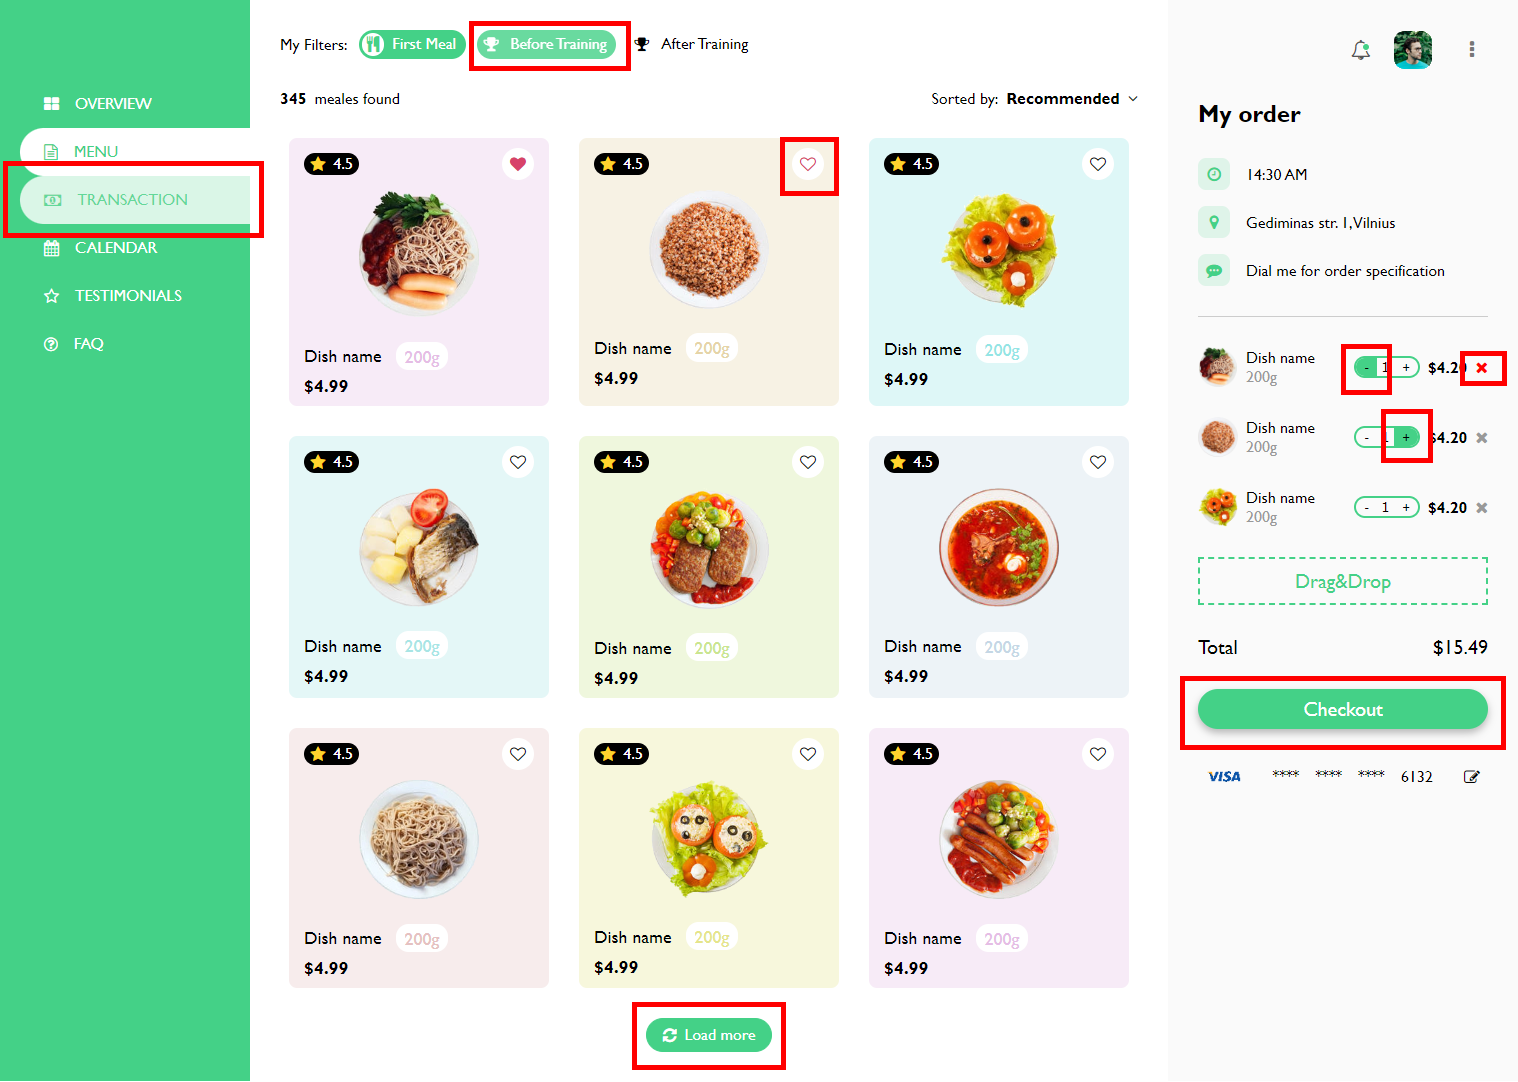 OVERVIEW
MENU
TRANSACTION
CALENDAR
TESTIMONIALS
FAQ
My Filters: First Meal Before Training After Training
345 meales found
Sorted by: Recommended
4.5
Dish name 200g
$4.99
4.5
Dish name 200g
$4.99
4.5
Dish name 200g
$4.99
4.5
Dish name 200g
$4.99
4.5
Dish name 200g
$4.99
4.5
Dish name 200g
$4.99
4.5
Dish name 200g
$4.99
4.5
Dish name 200g
$4.99
4.5
Dish name 200g
$4.99
Load more
My order
14:30 AM
Gediminas str. 1,Vilnius
Dial me for order specification
Dish name
200g
- 1 + $4.20
Dish name
200g
- 1 + $4.20
Dish name
200g
- 1 + $4.20
Drag&Drop
Total $15.49
Checkout
VISA **** **** **** 6132